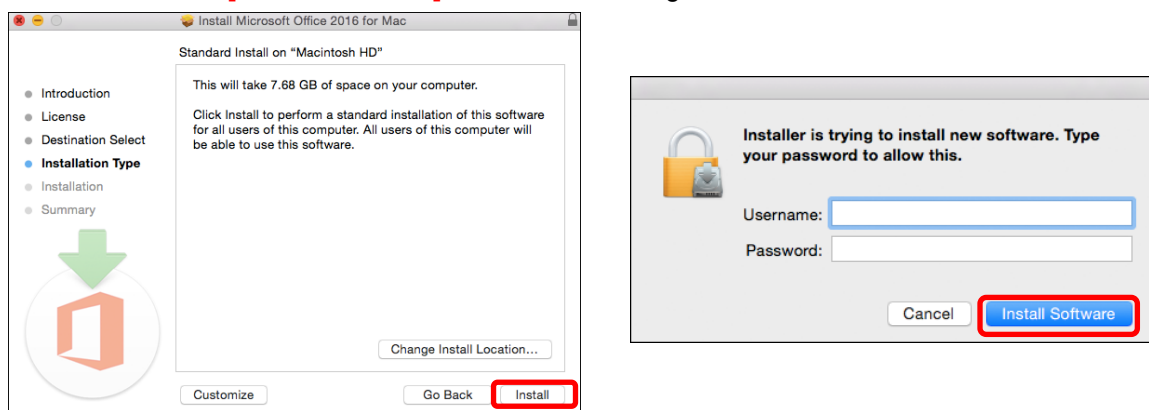 Install Microsoft Office 2016 for Mac
Standard Install on “Macintosh HD”
Introduction
License
Destination Select
Installation Type
Installation
Summary
This will take 7.68 GB of space on your computer.
Click Install to perform a standard installation of this software
for all users of this computer. All users of this computer will
be able to use this software.
Change Install Location...
Customize
Go Back
Install
Installer is trying to install new software. Type
your password to allow this.
Username:
Password:
Cancel
Install Software